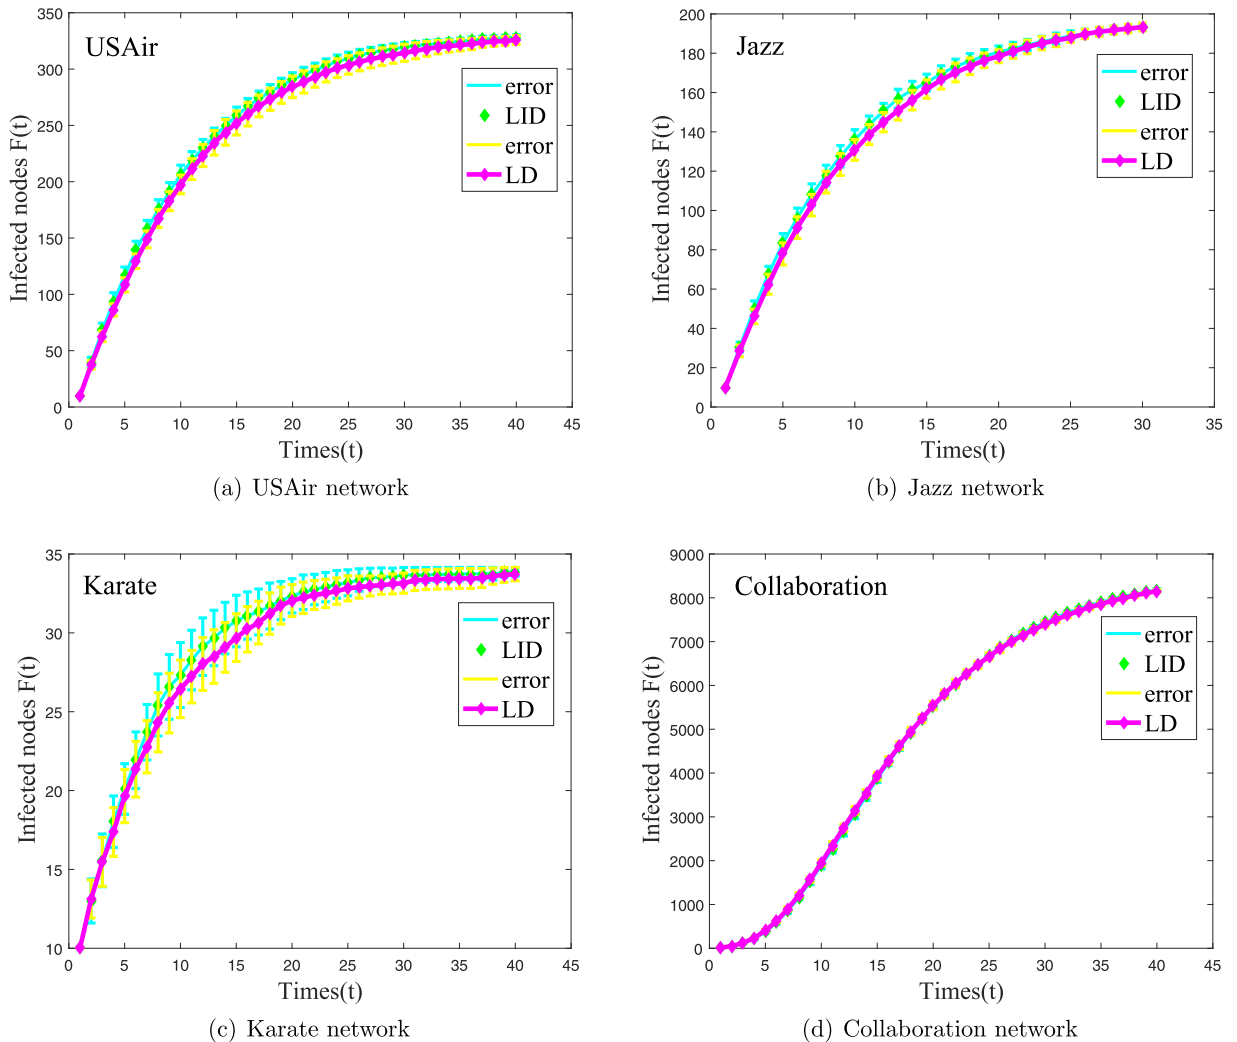 USAir
Infected nodes F(t)
350
300
250
200
150
100
50
0
0 5 10 15 20 25 30 35 40 45
Times(t)
error
LID
error
LD
(a) USAir network
Jazz
Infected nodes F(t)
200
180
160
140
120
100
80
60
40
20
0
0 5 10 15 20 25 30 35
Times(t)
error
LID
error
LD
(b) Jazz network
Karate
Infected nodes F(t)
35
30
25
20
15
10
0 5 10 15 20 25 30 35 40 45
Times(t)
error
LID
error
LD
(c) Karate network
Collaboration
Infected nodes F(t)
9000
8000
7000
6000
5000
4000
3000
2000
1000
0
0 5 10 15 20 25 30 35 40 45
Times(t)
error
LID
error
LD
(d) Collaboration network